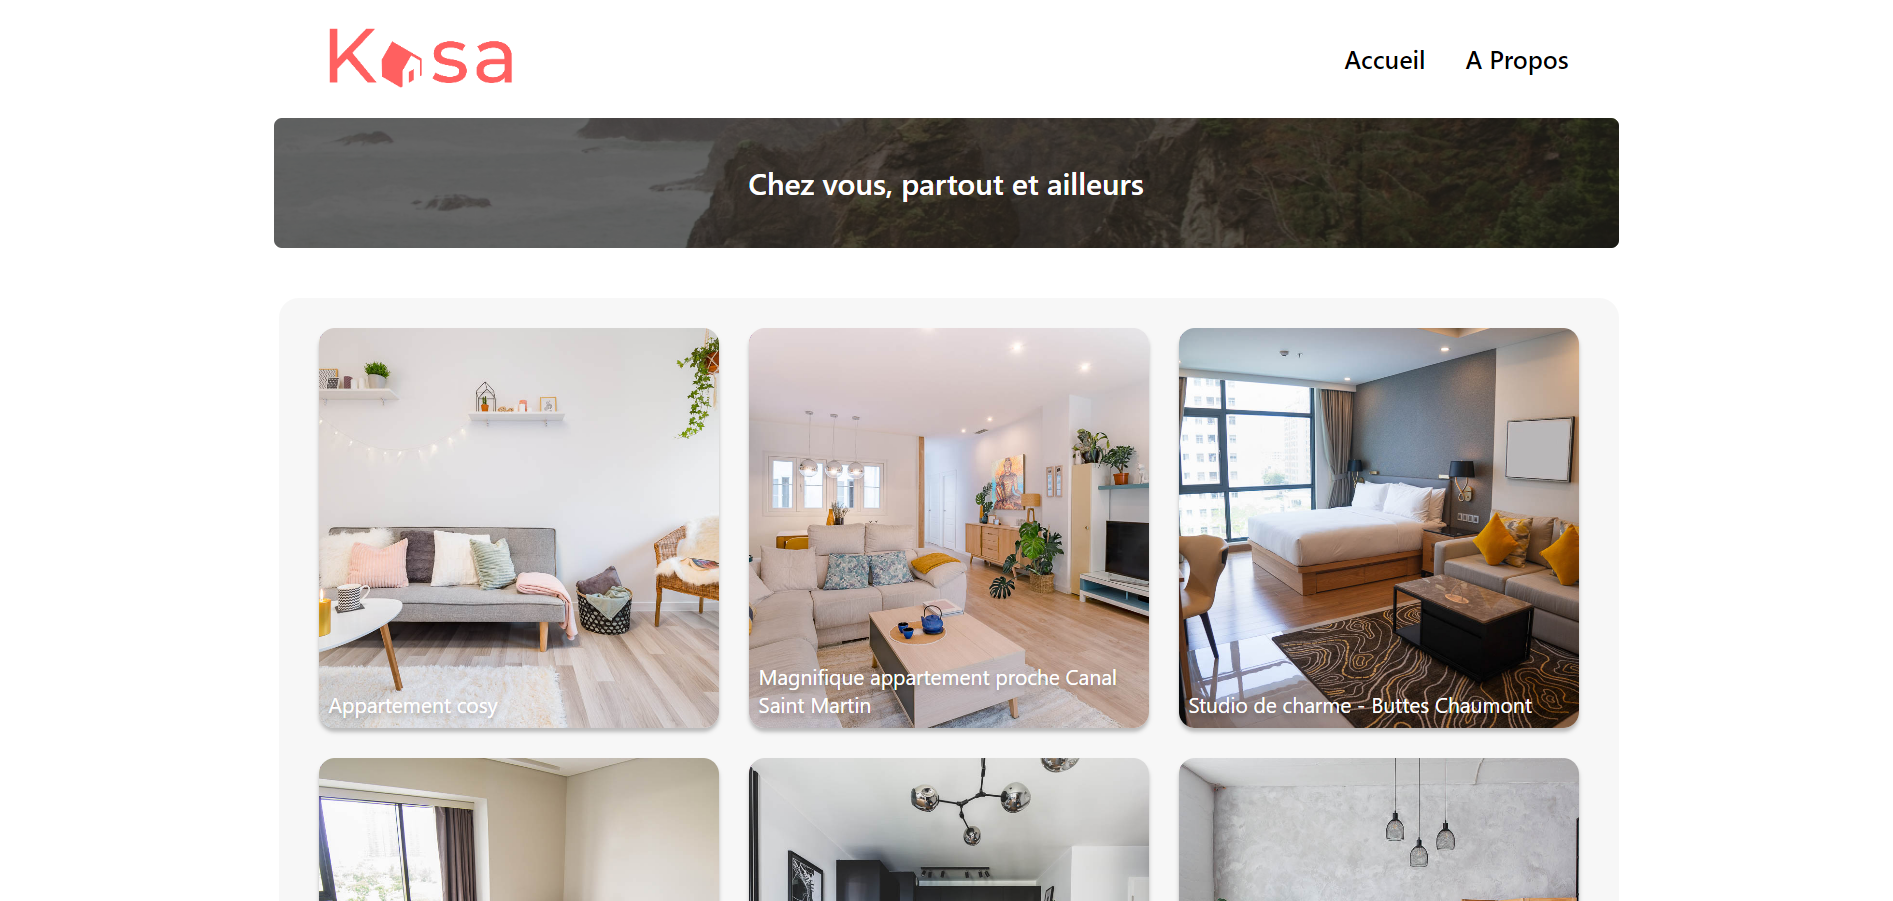 Kasa
Accueil
A Propos
Chez vous, partout et ailleurs
Appartement cosy
Magnifique appartement proche Canal
Saint Martin
Studio de charme - Buttes Chaumont